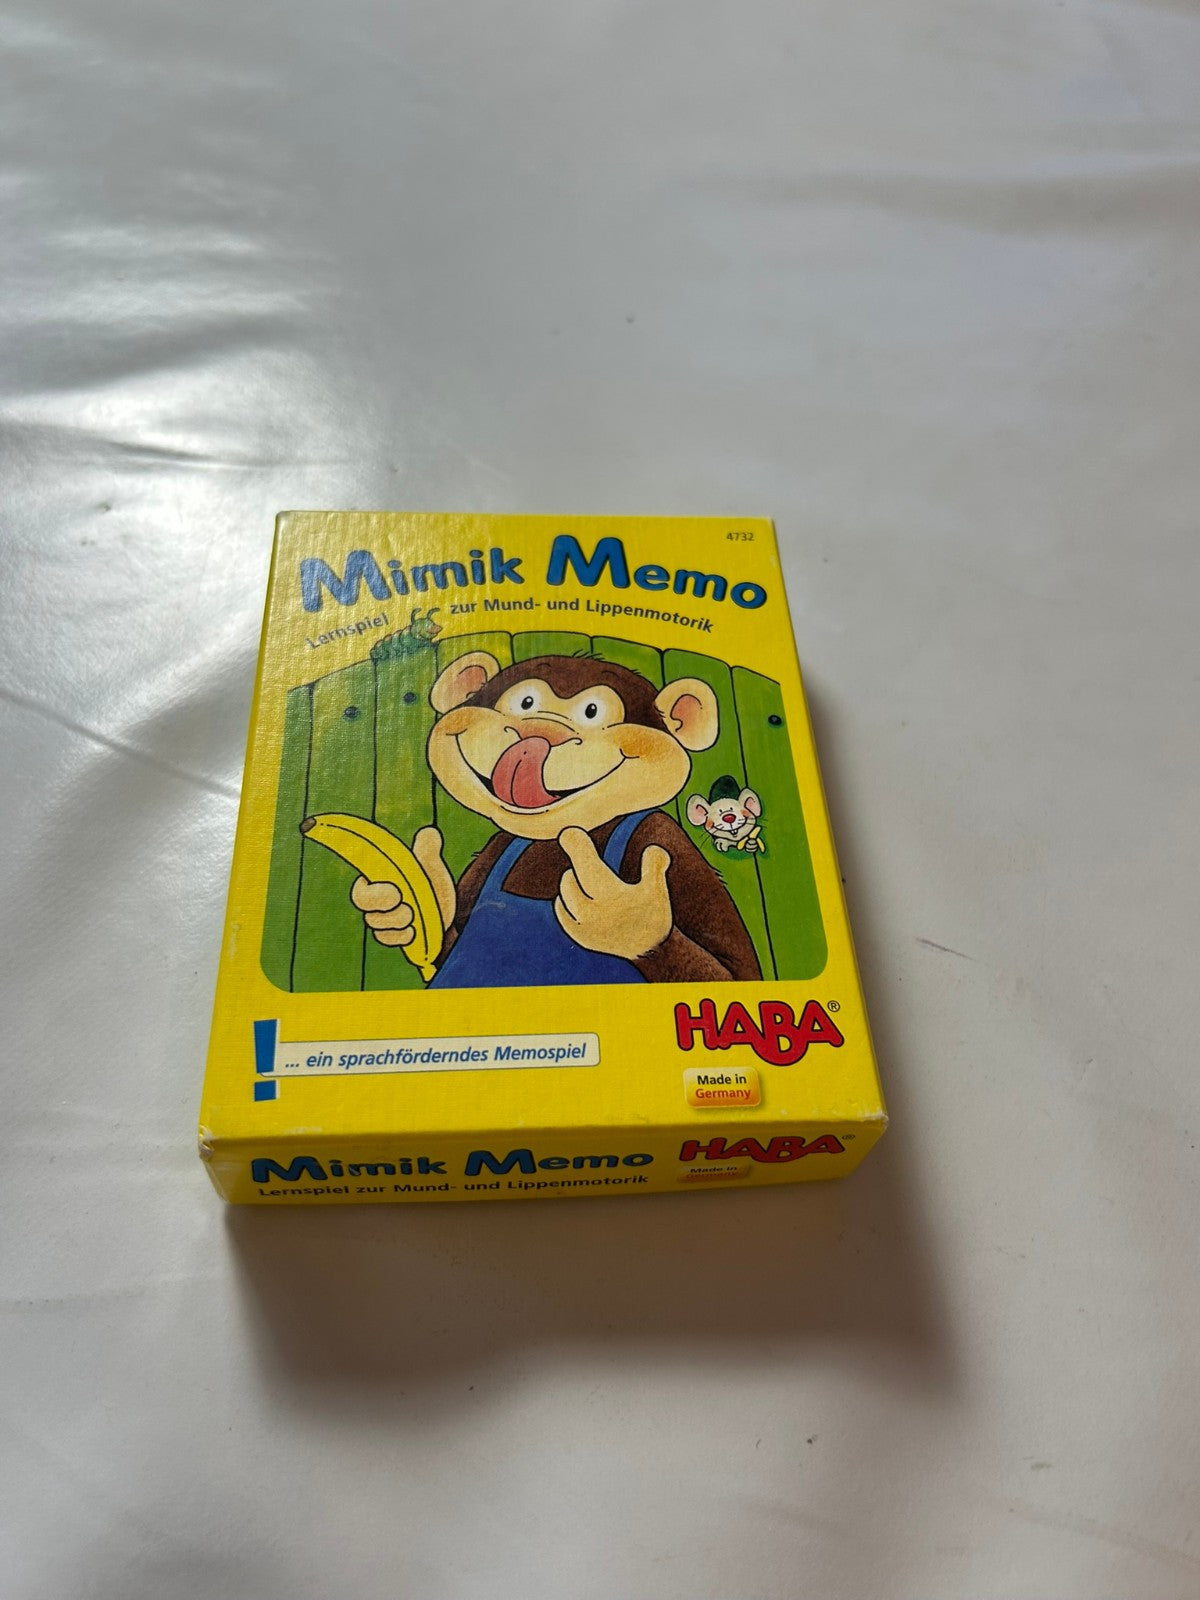 4732
Mimik Memo
Lernspiel zur Mund- und Lippenmotorik
HABA®
! ... ein sprachförderndes Memospiel
Made in
Germany
Mimik Memo
Lernspiel zur Mund- und Lippenmotorik
HABA®
Made in
Germany